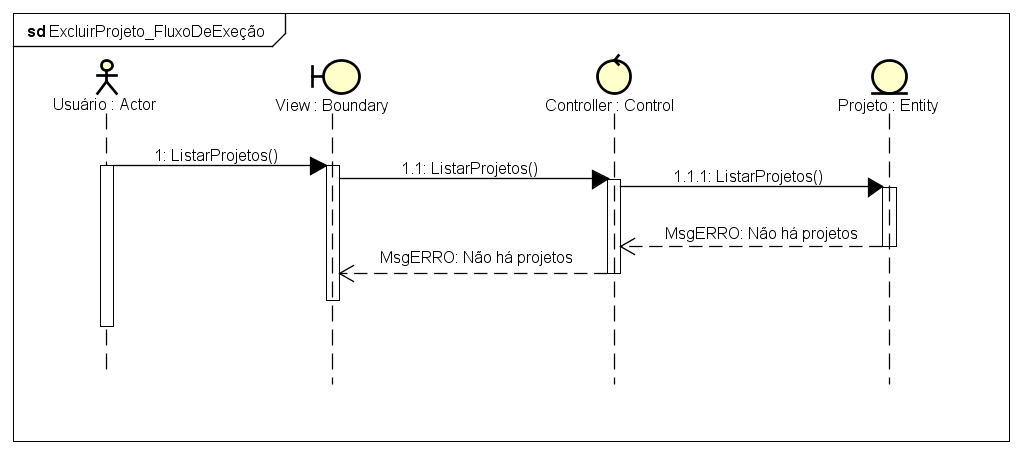 sd ExcluirProjeto_FluxoDeExeção
Usuário : Actor
View : Boundary
Controller : Control
Projeto : Entity
1: ListarProjetos()
1.1: ListarProjetos()
1.1.1: ListarProjetos()
MsgERRO: Não há projetos
MsgERRO: Não há projetos